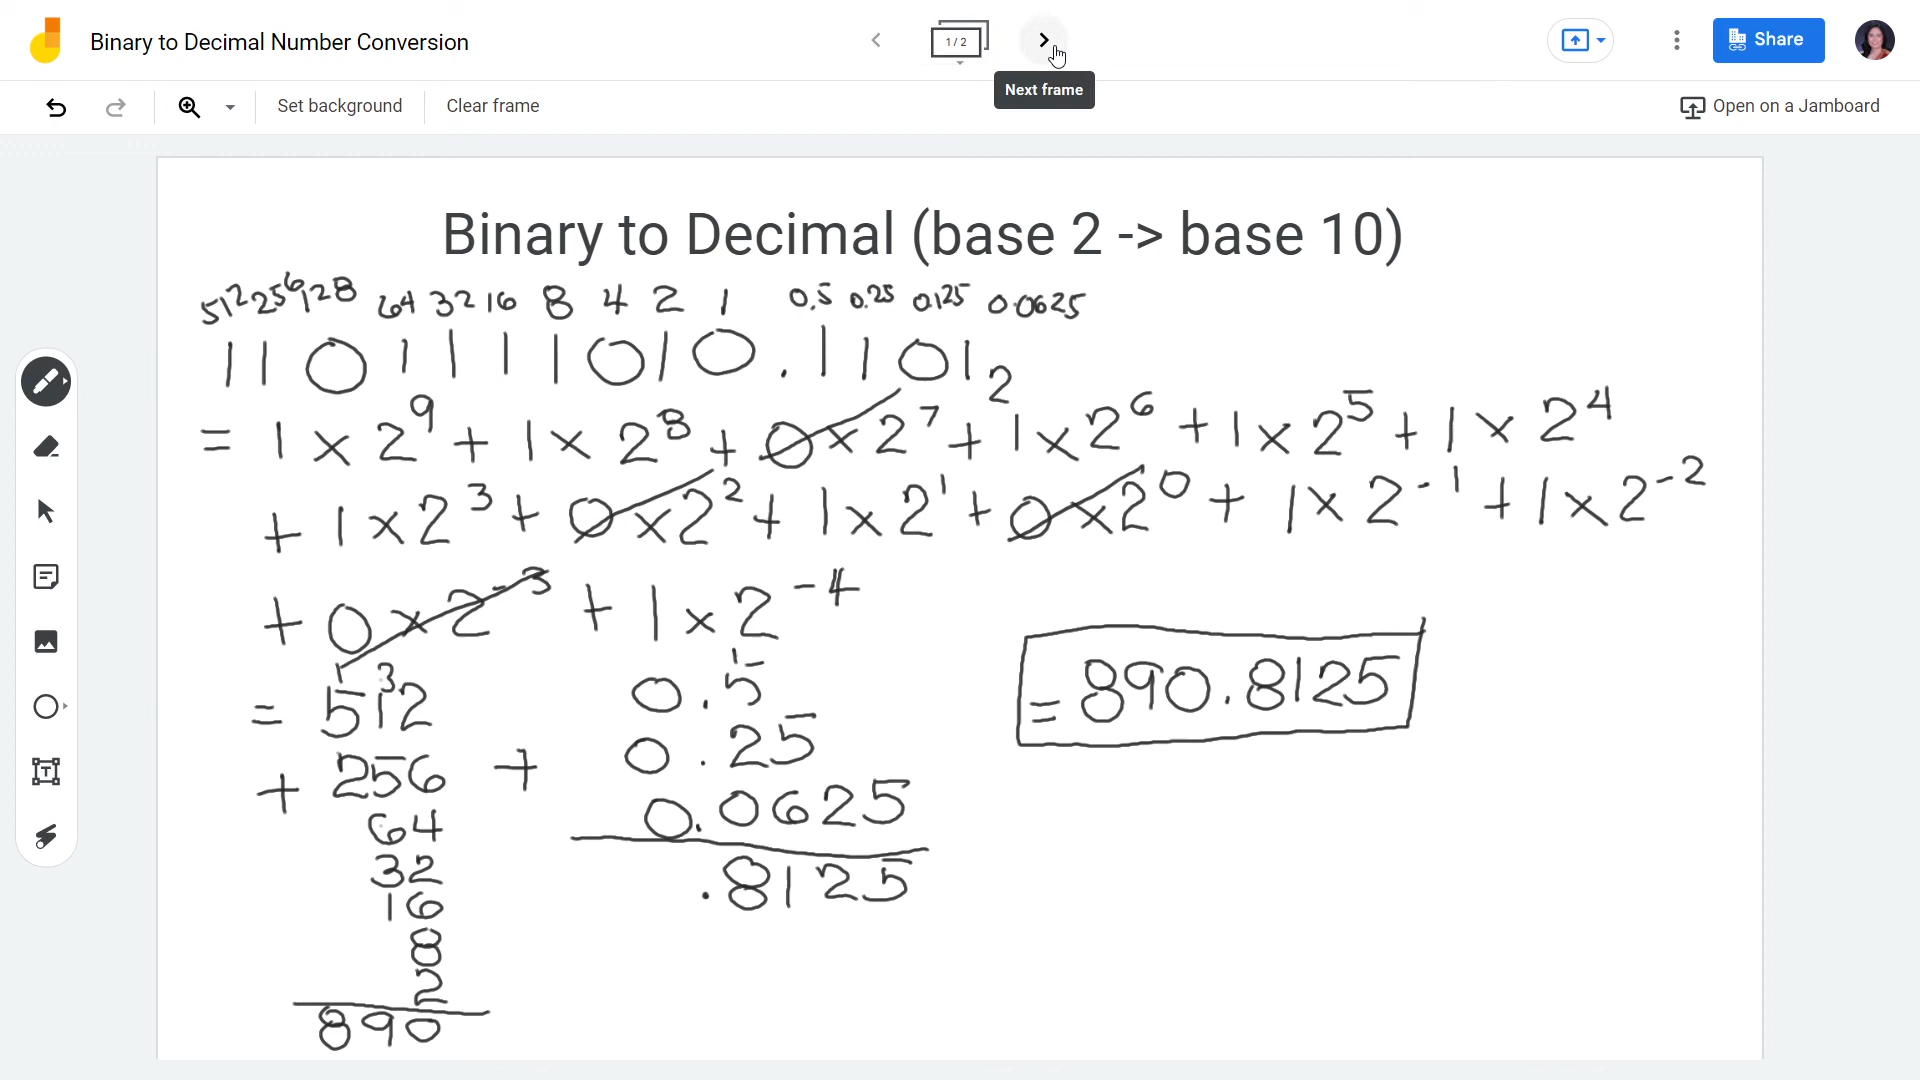 Binary to Decimal Number Conversion
1 / 2
Share
Next frame
Set background
Clear frame
Open on a Jamboard
Binary to Decimal (base 2 -> base 10)
512 256 128 64 32 16 8 4 2 1 0.5 0.25 0.125 0.0625
1101111010.1101₂
= 1 x 2⁹ + 1 x 2⁸ + 0 x 2⁷ + 1 x 2⁶ + 1 x 2⁵ + 1 x 2⁴
+ 1 x 2³ + 0 x 2² + 1 x 2¹ + 0 x 2⁰ + 1 x 2⁻¹ + 1 x 2⁻²
+ 0 x 2⁻³ + 1 x 2⁻⁴
1 3
= 512
+ 256
64
32
16
8
2
890
+
1
0.5
0.25
0.0625
.8125
= 890.8125